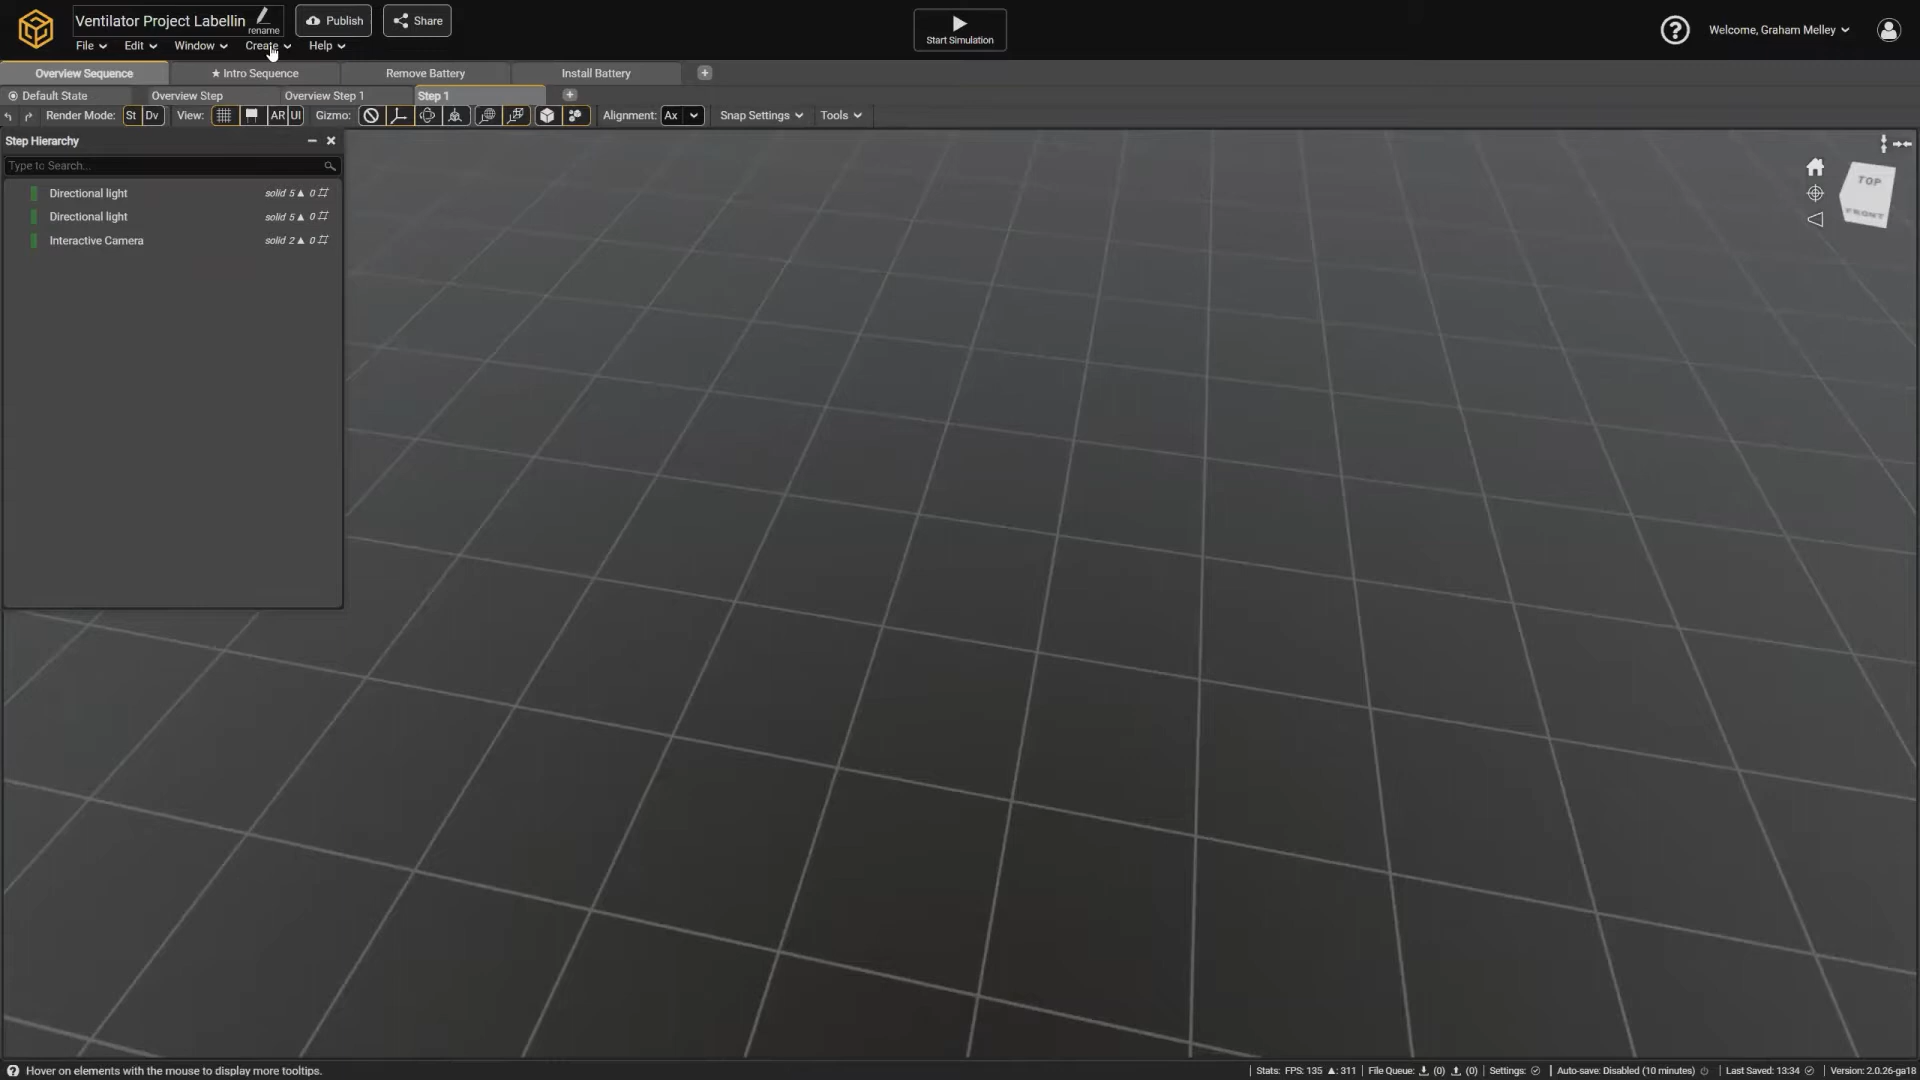 Ventilator Project Labellin
rename
Publish
Share
Start Simulation
Welcome, Graham Melley
File
Edit
Window
Create
Help
Overview Sequence
★ Intro Sequence
Remove Battery
Install Battery
Default State
Overview Step
Overview Step 1
Step 1
Render Mode: St Dv View: AR UI Gizmo: Alignment: Ax Snap Settings Tools
Step Hierarchy
Type to Search...
Directional light solid 5 ▲ 0
Directional light solid 5 ▲ 0
Interactive Camera solid 2 ▲ 0
TOP
FRONT
Hover on elements with the mouse to display more tooltips.
Stats: FPS: 135 ▲: 311 | File Queue: (0) (0) | Settings: | Auto-save: Disabled (10 minutes) | Last Saved: 13:34 | Version: 2.0.26-ga18